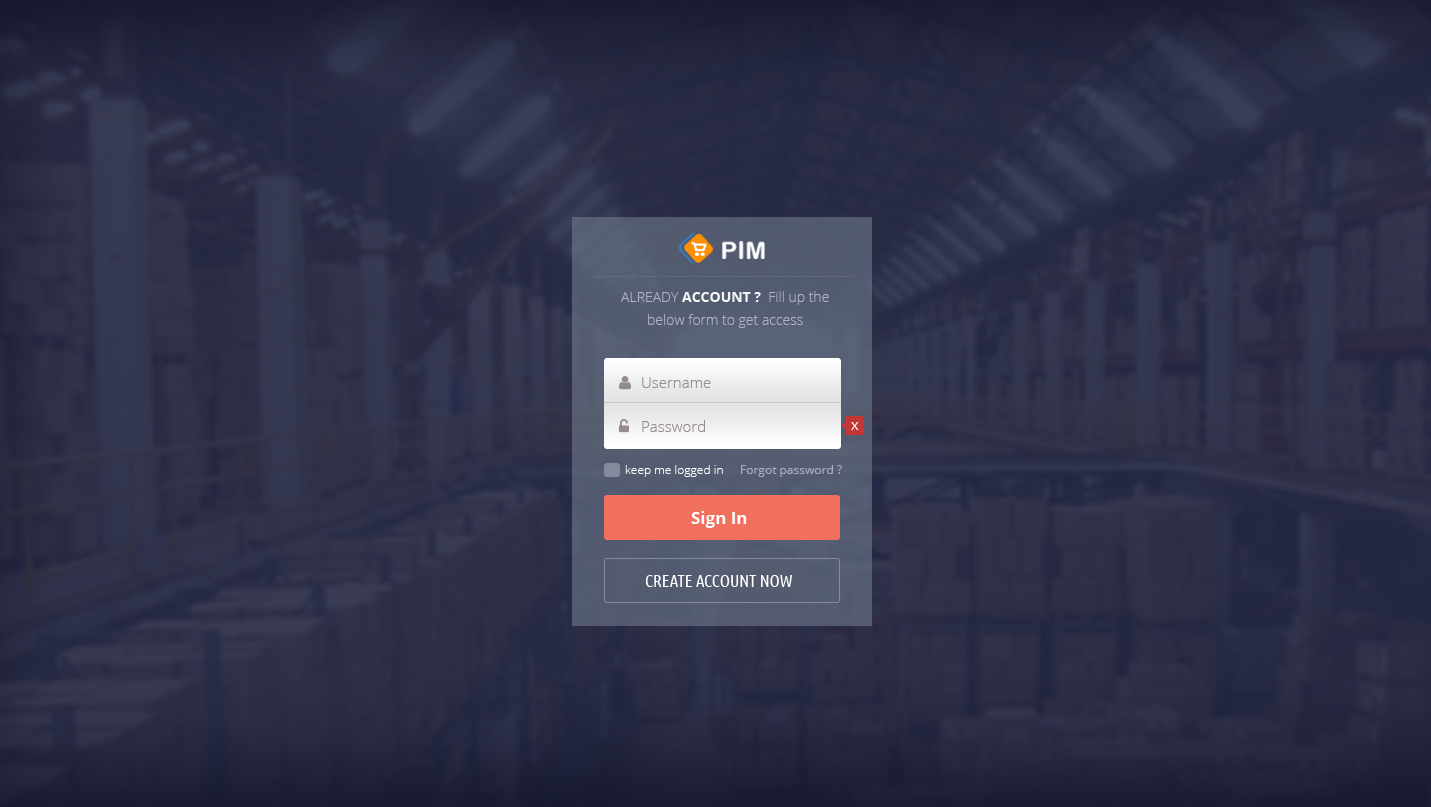 PIM
ALREADY ACCOUNT ? Fill up the
below form to get access
Username
Password
X
keep me logged in Forgot password ?
Sign In
CREATE ACCOUNT NOW